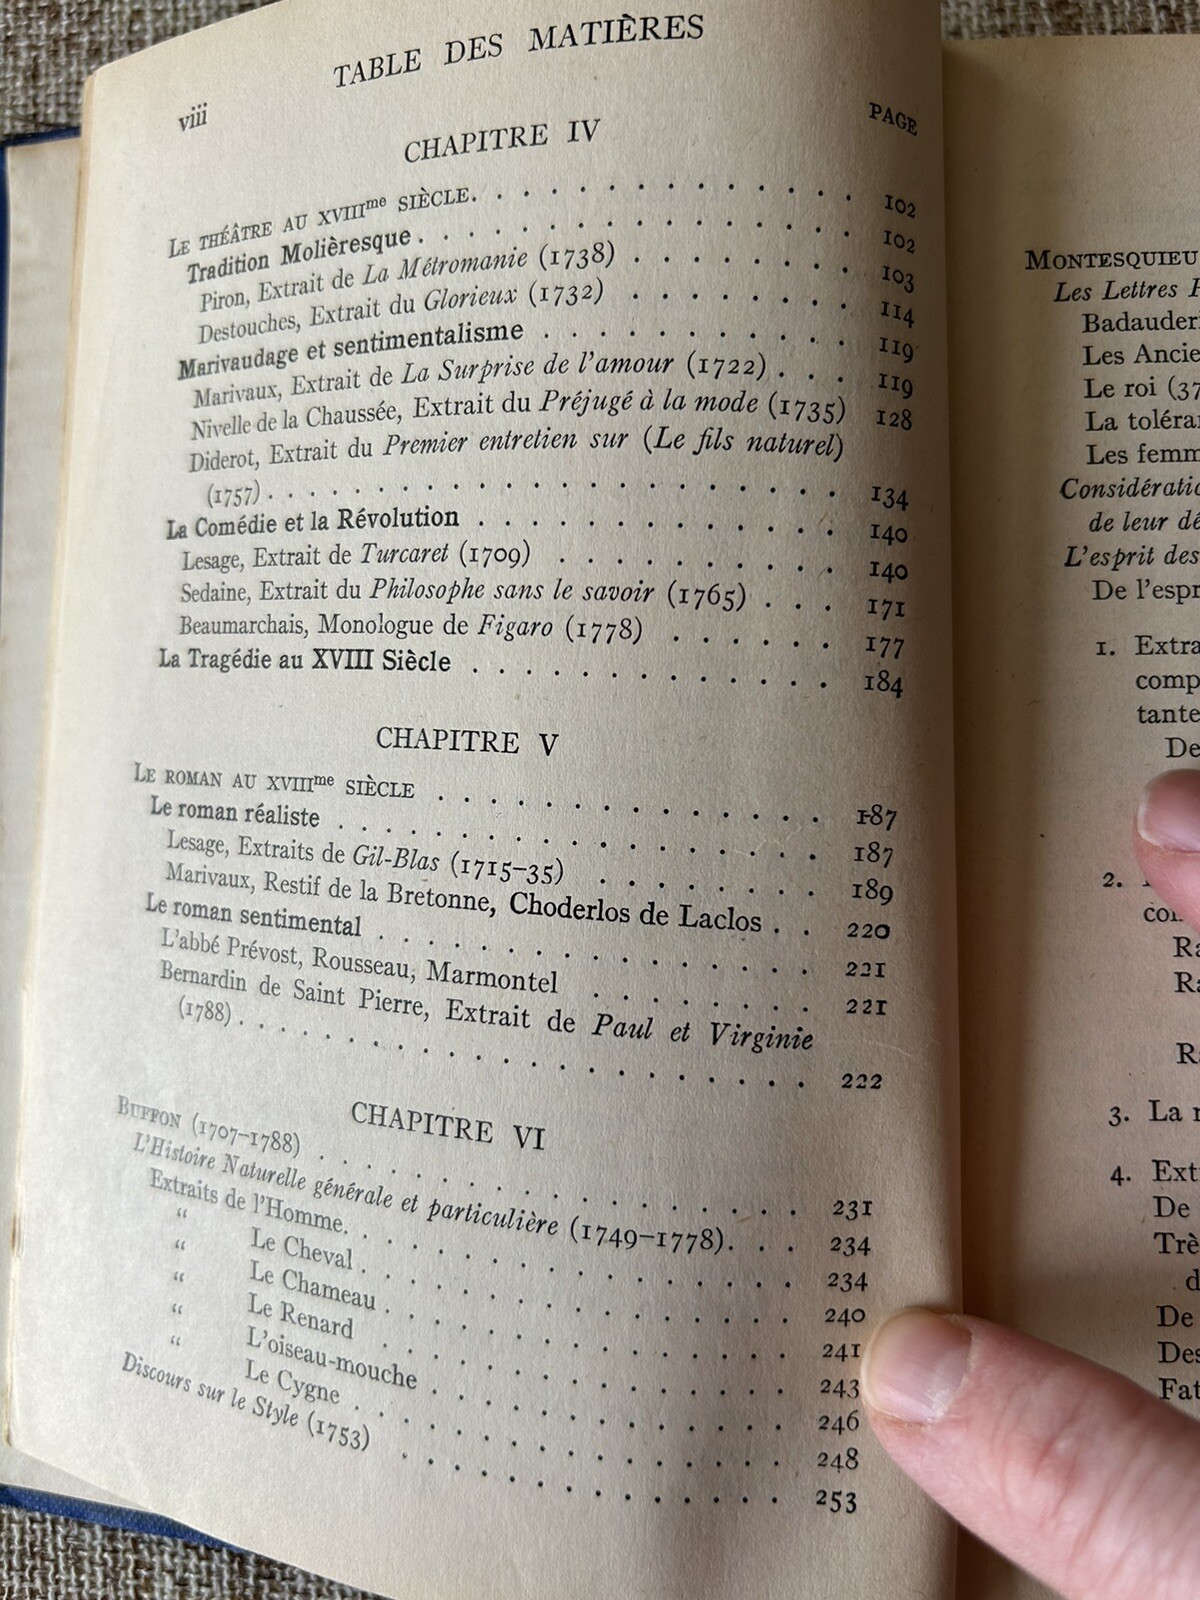 TABLE DES MATIÈRES
viii
PAGE
CHAPITRE IV
LE THÉÂTRE AU XVIIIme SIÈCLE. . . . . . . . . . . . . . . 102
Tradition Molièresque . . . . . . . . . . . . . . . . 102
Piron, Extrait de La Métromanie (1738) . . . . . . . . 103
Destouches, Extrait du Glorieux (1732) . . . . . . . . 114
Marivaudage et sentimentalisme . . . . . . . . . . . 119
Marivaux, Extrait de La Surprise de l'amour (1722) . . . 119
Nivelle de la Chaussée, Extrait du Préjugé à la mode (1735) 128
Diderot, Extrait du Premier entretien sur (Le fils naturel)
(1757) . . . . . . . . . . . . . . . . . . . . 134
La Comédie et la Révolution . . . . . . . . . . . . . 140
Lesage, Extrait de Turcaret (1709) . . . . . . . . . . 140
Sedaine, Extrait du Philosophe sans le savoir (1765) . . . 171
Beaumarchais, Monologue de Figaro (1778) . . . . . . 177
La Tragédie au XVIII Siècle . . . . . . . . . . . . . 184
CHAPITRE V
LE ROMAN AU XVIIIme SIÈCLE . . . . . . . . . . . . . . 187
Le roman réaliste . . . . . . . . . . . . . . . . . 187
Lesage, Extraits de Gil-Blas (1715–35) . . . . . . . . 189
Marivaux, Restif de la Bretonne, Choderlos de Laclos . . 220
Le roman sentimental . . . . . . . . . . . . . . . . 221
L'abbé Prévost, Rousseau, Marmontel . . . . . . . . 221
Bernardin de Saint Pierre, Extrait de Paul et Virginie
(1788) . . . . . . . . . . . . . . . . . . . . 222
CHAPITRE VI
BUFFON (1707–1788) . . . . . . . . . . . . . . . . . 231
L'Histoire Naturelle générale et particulière (1749–1778). . . 234
Extraits de l'Homme. . . . . . . . . . . . . . . . . 234
“ Le Cheval . . . . . . . . . . . . . . . . 240
“ Le Chameau . . . . . . . . . . . . . . . 241
“ Le Renard . . . . . . . . . . . . . . . . 243
“ L'oiseau-mouche . . . . . . . . . . . . . 246
“ Le Cygne . . . . . . . . . . . . . . . . 248
Discours sur le Style (1753) . . . . . . . . . . . . . 253
MONTESQUIEU
Les Lettres
Badauder
Les Ancie
Le roi (37
La toléra
Les femm
Considératio
de leur dé
L'esprit des
De l'espr
1. Extra
comp
tante
De
2.
Ra
Ra
3. La
4. Ext
De
Trè
d
De
Des
Fat